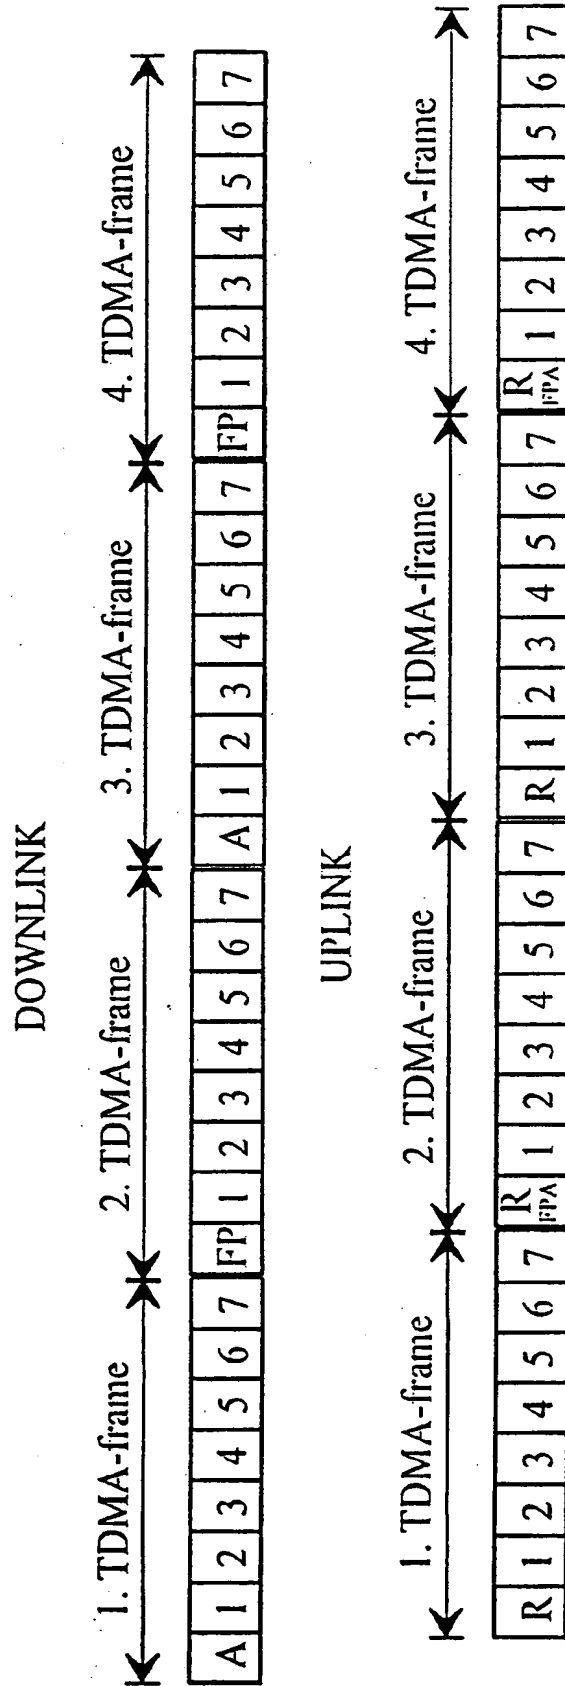 DOWNLINK
1. TDMA-frame 2. TDMA-frame 3. TDMA-frame 4. TDMA-frame
A 1 2 3 4 5 6 7 FP 1 2 3 4 5 6 7 A 1 2 3 4 5 6 7 FP 1 2 3 4 5 6 7
UPLINK
1. TDMA-frame 2. TDMA-frame 3. TDMA-frame 4. TDMA-frame
R 1 2 3 4 5 6 7 R FPA 1 2 3 4 5 6 7 R 1 2 3 4 5 6 7 R FPA 1 2 3 4 5 6 7